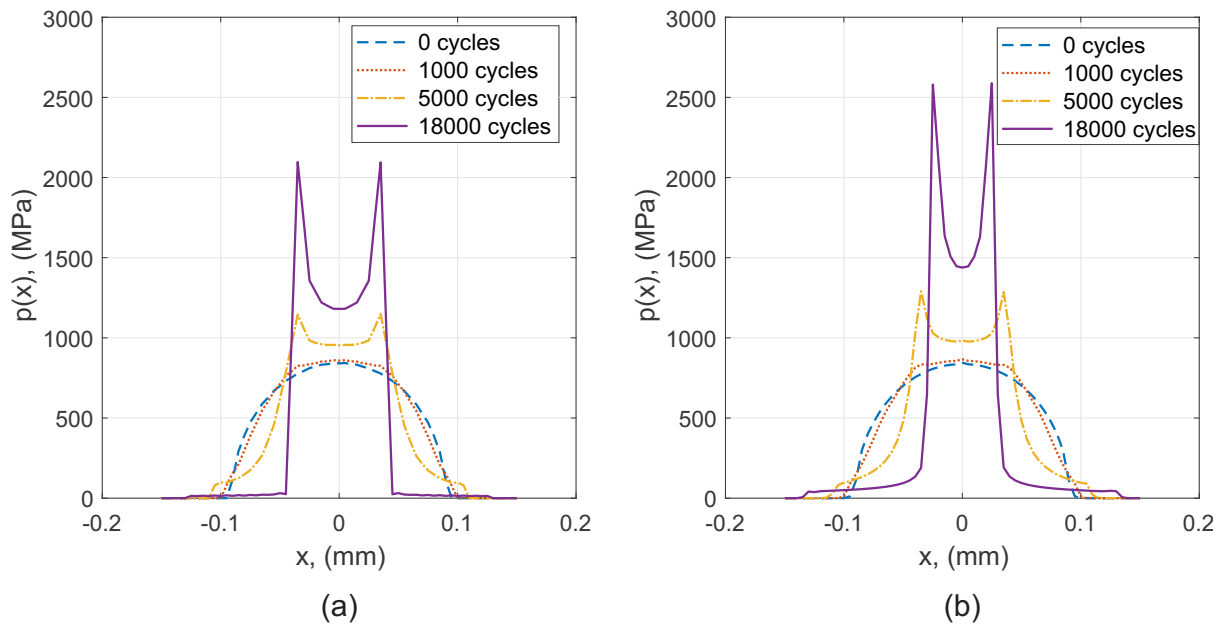 3000
2500
2000
1500
1000
500
0
-0.2
-0.1
0
0.1
0.2
p(x), (MPa)
x, (mm)
0 cycles
1000 cycles
5000 cycles
18000 cycles
(a)
3000
2500
2000
1500
1000
500
0
-0.2
-0.1
0
0.1
0.2
p(x), (MPa)
x, (mm)
0 cycles
1000 cycles
5000 cycles
18000 cycles
(b)